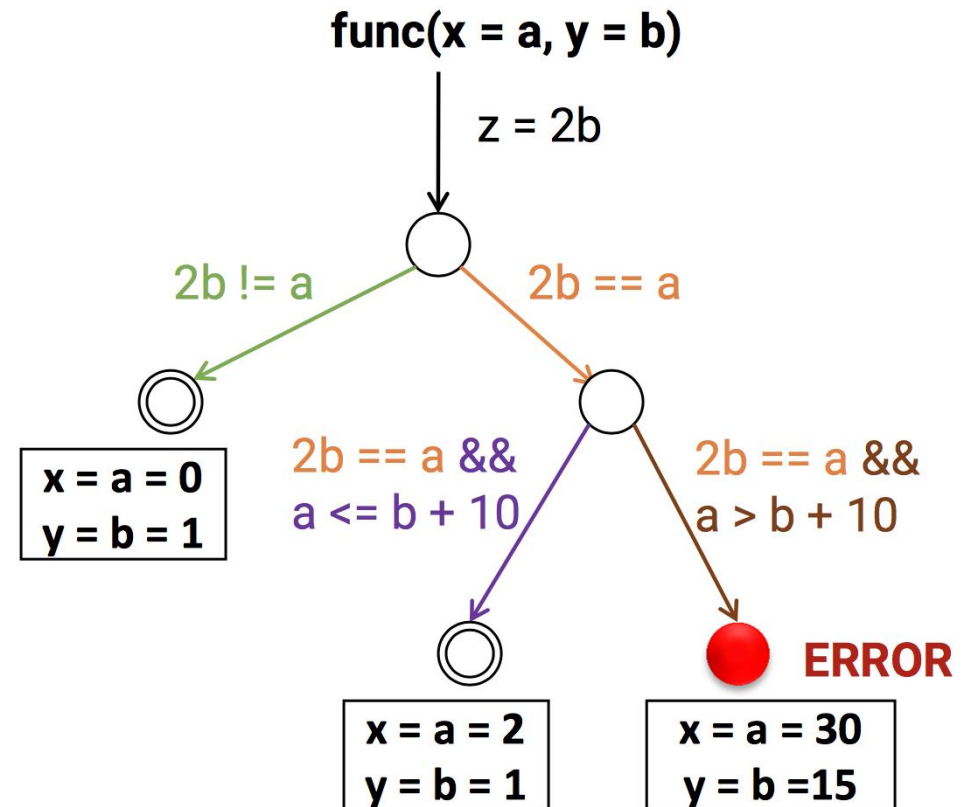 func(x = a, y = b)
z = 2b
2b != a
2b == a
x = a = 0
y = b = 1
2b == a &&
a <= b + 10
2b == a &&
a > b + 10
ERROR
x = a = 2
y = b = 1
x = a = 30
y = b =15